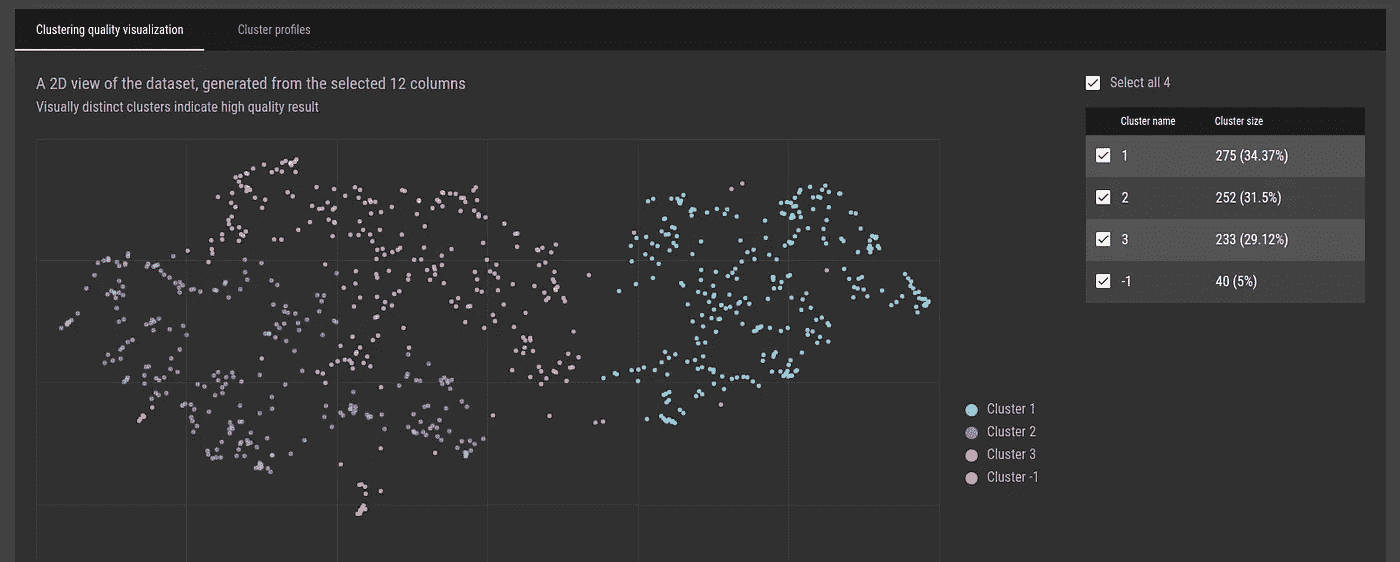 Clustering quality visualization
Cluster profiles
A 2D view of the dataset, generated from the selected 12 columns
Visually distinct clusters indicate high quality result
Select all 4
Cluster name Cluster size
1 275 (34.37%)
2 252 (31.5%)
3 233 (29.12%)
-1 40 (5%)
Cluster 1
Cluster 2
Cluster 3
Cluster -1